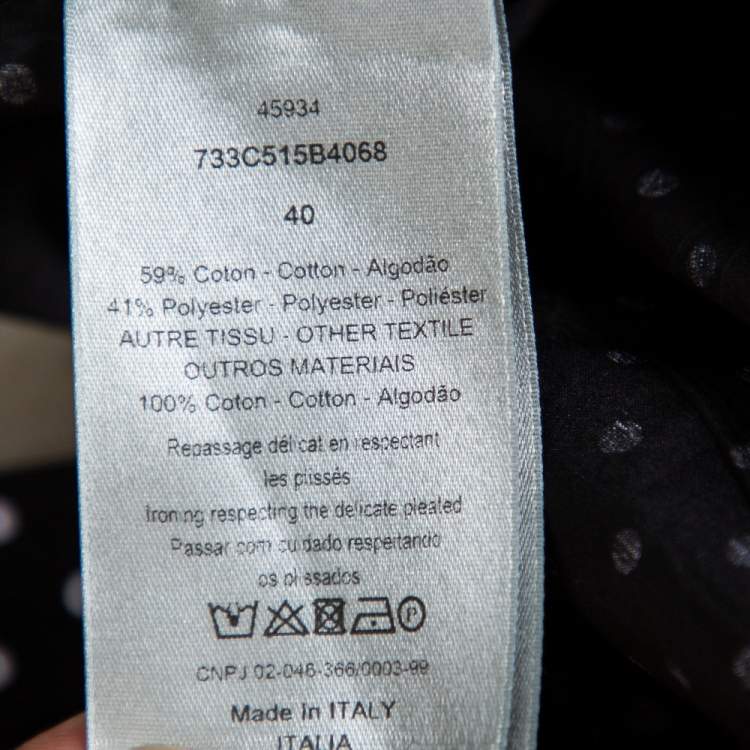 45934
733C515B4068
40
59% Coton - Cotton - Algodão
41% Polyester - Polyester - Poliéster
AUTRE TISSU - OTHER TEXTILE
OUTROS MATERIAIS
100% Coton - Cotton - Algodão
Repassage délicat en respectant
les plissés
Ironing respecting the delicate pleated
Passar com cuidado respeitando
os plissados
P
CNPJ 02-046-366/0003-99
Made in ITALY
ITALIA